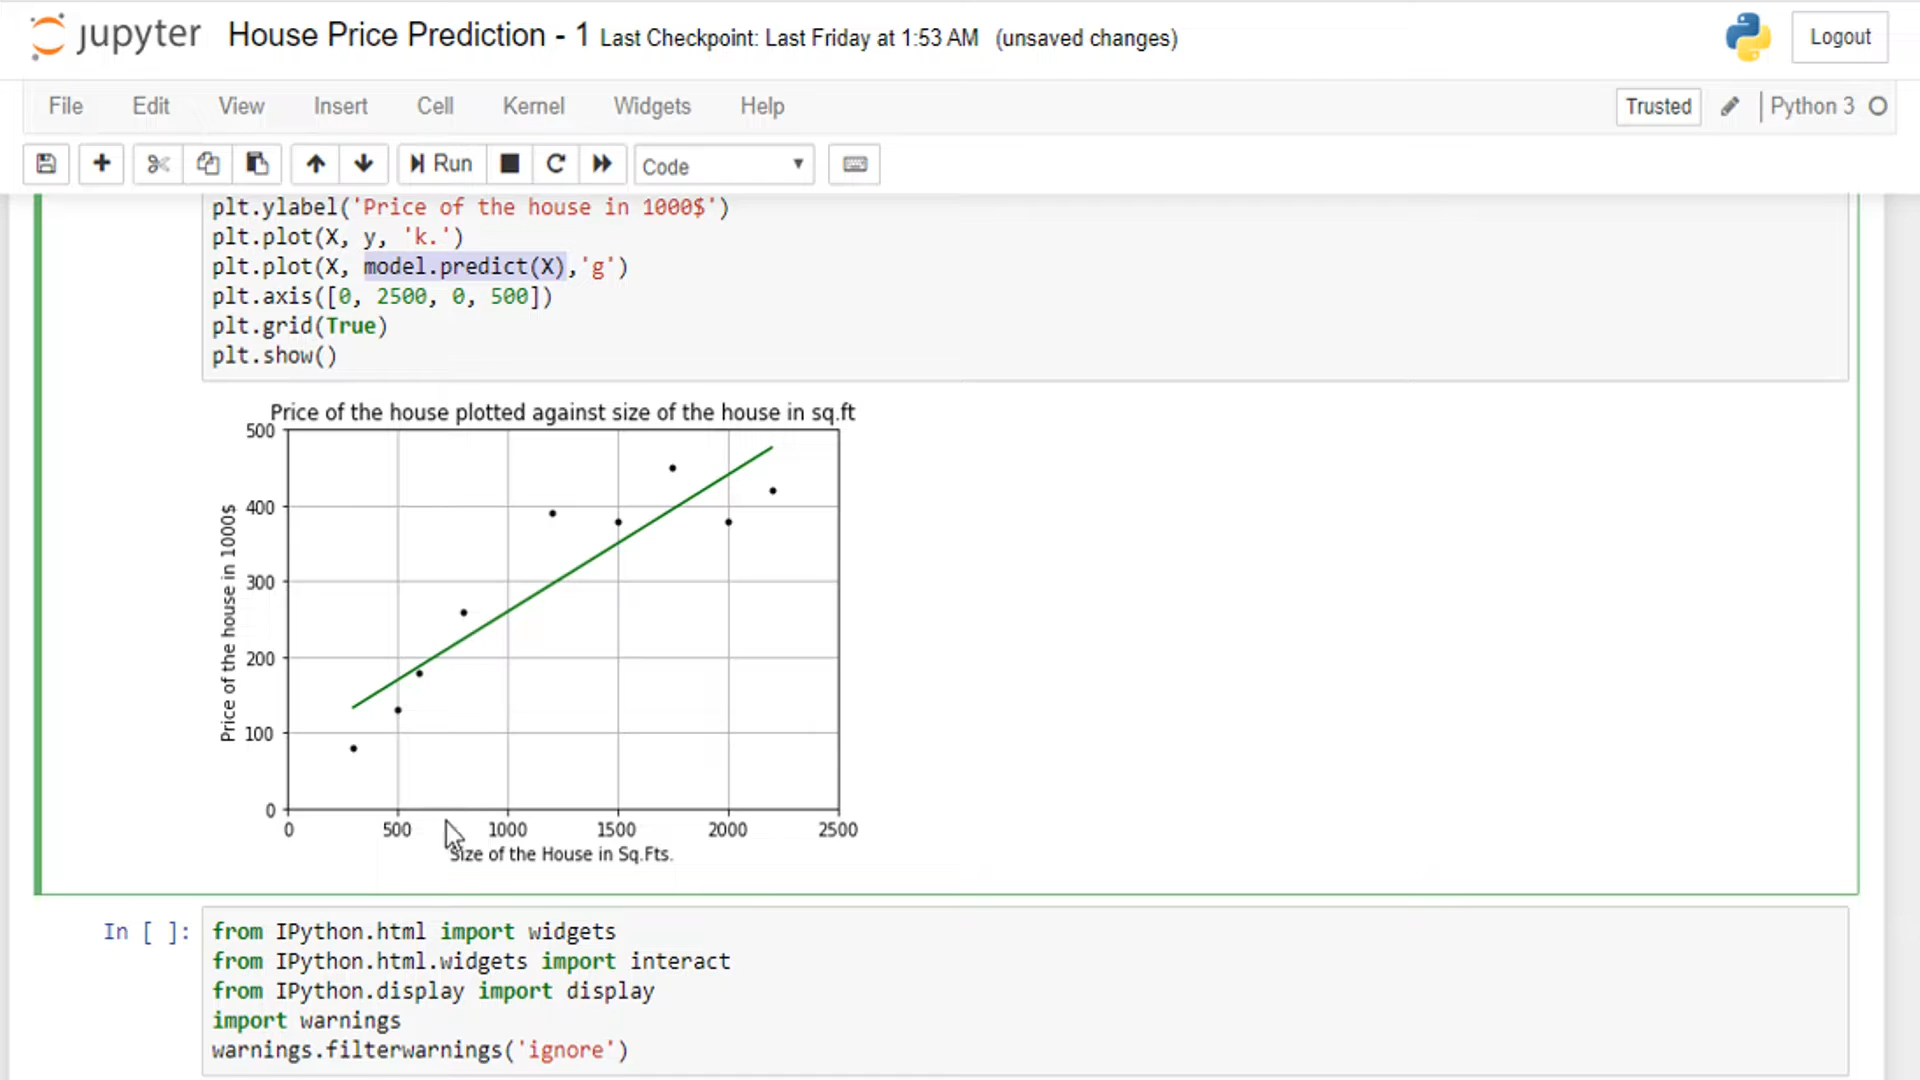 jupyter House Price Prediction - 1 Last Checkpoint: Last Friday at 1:53 AM (unsaved changes) Logout
File Edit View Insert Cell Kernel Widgets Help Trusted Python 3
Run Code
plt.ylabel('Price of the house in 1000$')
plt.plot(X, y, 'k.')
plt.plot(X, model.predict(X),'g')
plt.axis([0, 2500, 0, 500])
plt.grid(True)
plt.show()
Price of the house plotted against size of the house in sq.ft
500
400
300
200
100
0
Price of the house in 1000$
0 500 1000 1500 2000 2500
Size of the House in Sq.Fts.
In [ ]: from IPython.html import widgets
from IPython.html.widgets import interact
from IPython.display import display
import warnings
warnings.filterwarnings('ignore')